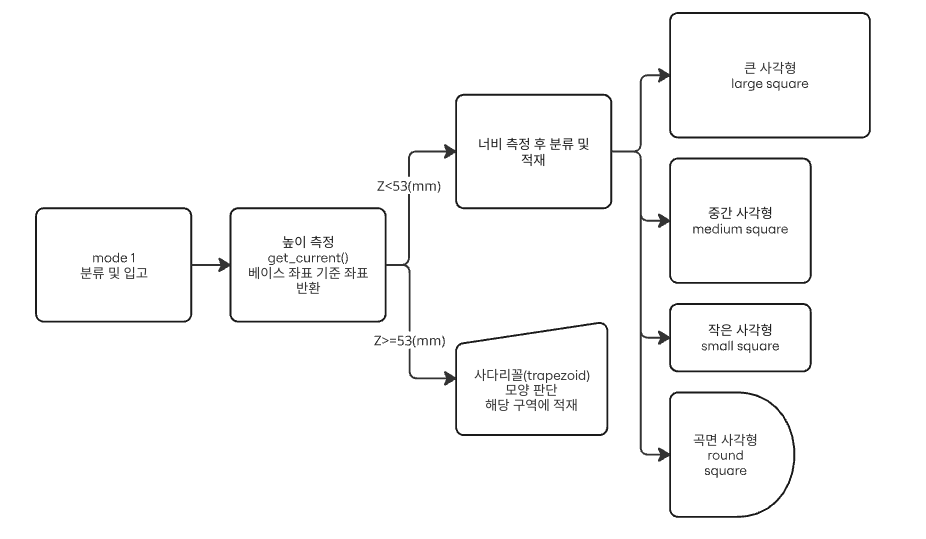 mode 1
분류 및 입고
높이 측정
get_current()
베이스 좌표 기준 좌표
반환
Z<53(mm)
너비 측정 후 분류 및
적재
Z>=53(mm)
사다리꼴(trapezoid)
모양 판단
해당 구역에 적재
큰 사각형
large square
중간 사각형
medium square
작은 사각형
small square
곡면 사각형
round
square